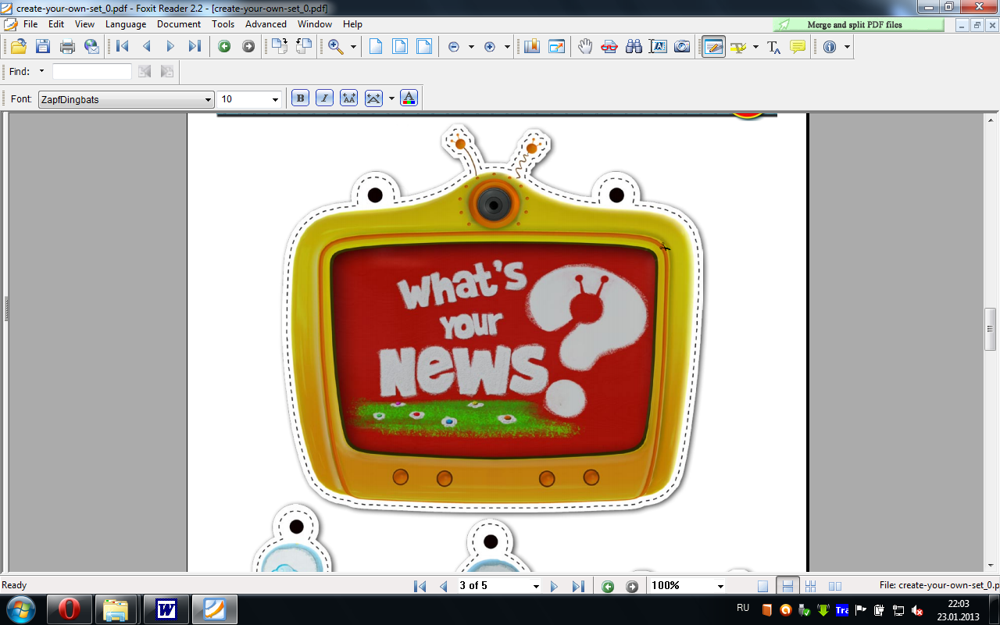 create-your-own-set_0.pdf - Foxit Reader 2.2 - [create-your-own-set_0.pdf]
File Edit View Language Document Tools Advanced Window Help
Merge and split PDF files
Find:
Font: ZapfDingbats 10 B I AA A
What's
your
News?
Ready
3 of 5
100%
File: create-your-own-set_0.p
RU
22:03
23.01.2013